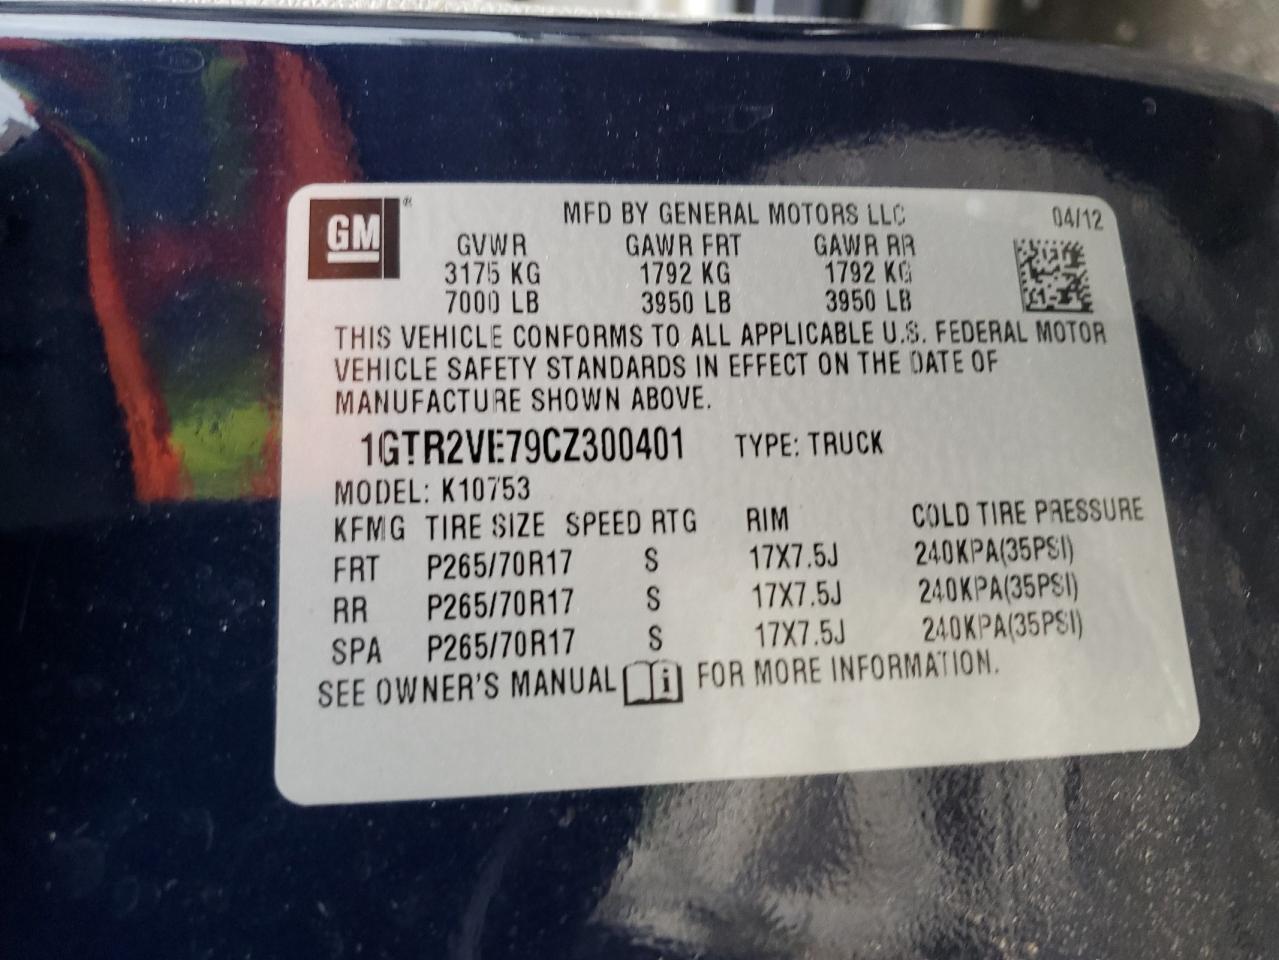 GM ®
MFD BY GENERAL MOTORS LLC 04/12
GVWR GAWR FRT GAWR RR
3175 KG 1792 KG 1792 KG
7000 LB 3950 LB 3950 LB
THIS VEHICLE CONFORMS TO ALL APPLICABLE U.S. FEDERAL MOTOR
VEHICLE SAFETY STANDARDS IN EFFECT ON THE DATE OF
MANUFACTURE SHOWN ABOVE.
1GTR2VE79CZ300401 TYPE: TRUCK
MODEL: K10753
KFMG TIRE SIZE SPEED RTG RIM COLD TIRE PRESSURE
FRT P265/70R17 S 17X7.5J 240KPA(35PSI)
RR P265/70R17 S 17X7.5J 240KPA(35PSI)
SPA P265/70R17 S 17X7.5J 240KPA(35PSI)
SEE OWNER'S MANUAL i FOR MORE INFORMATION.